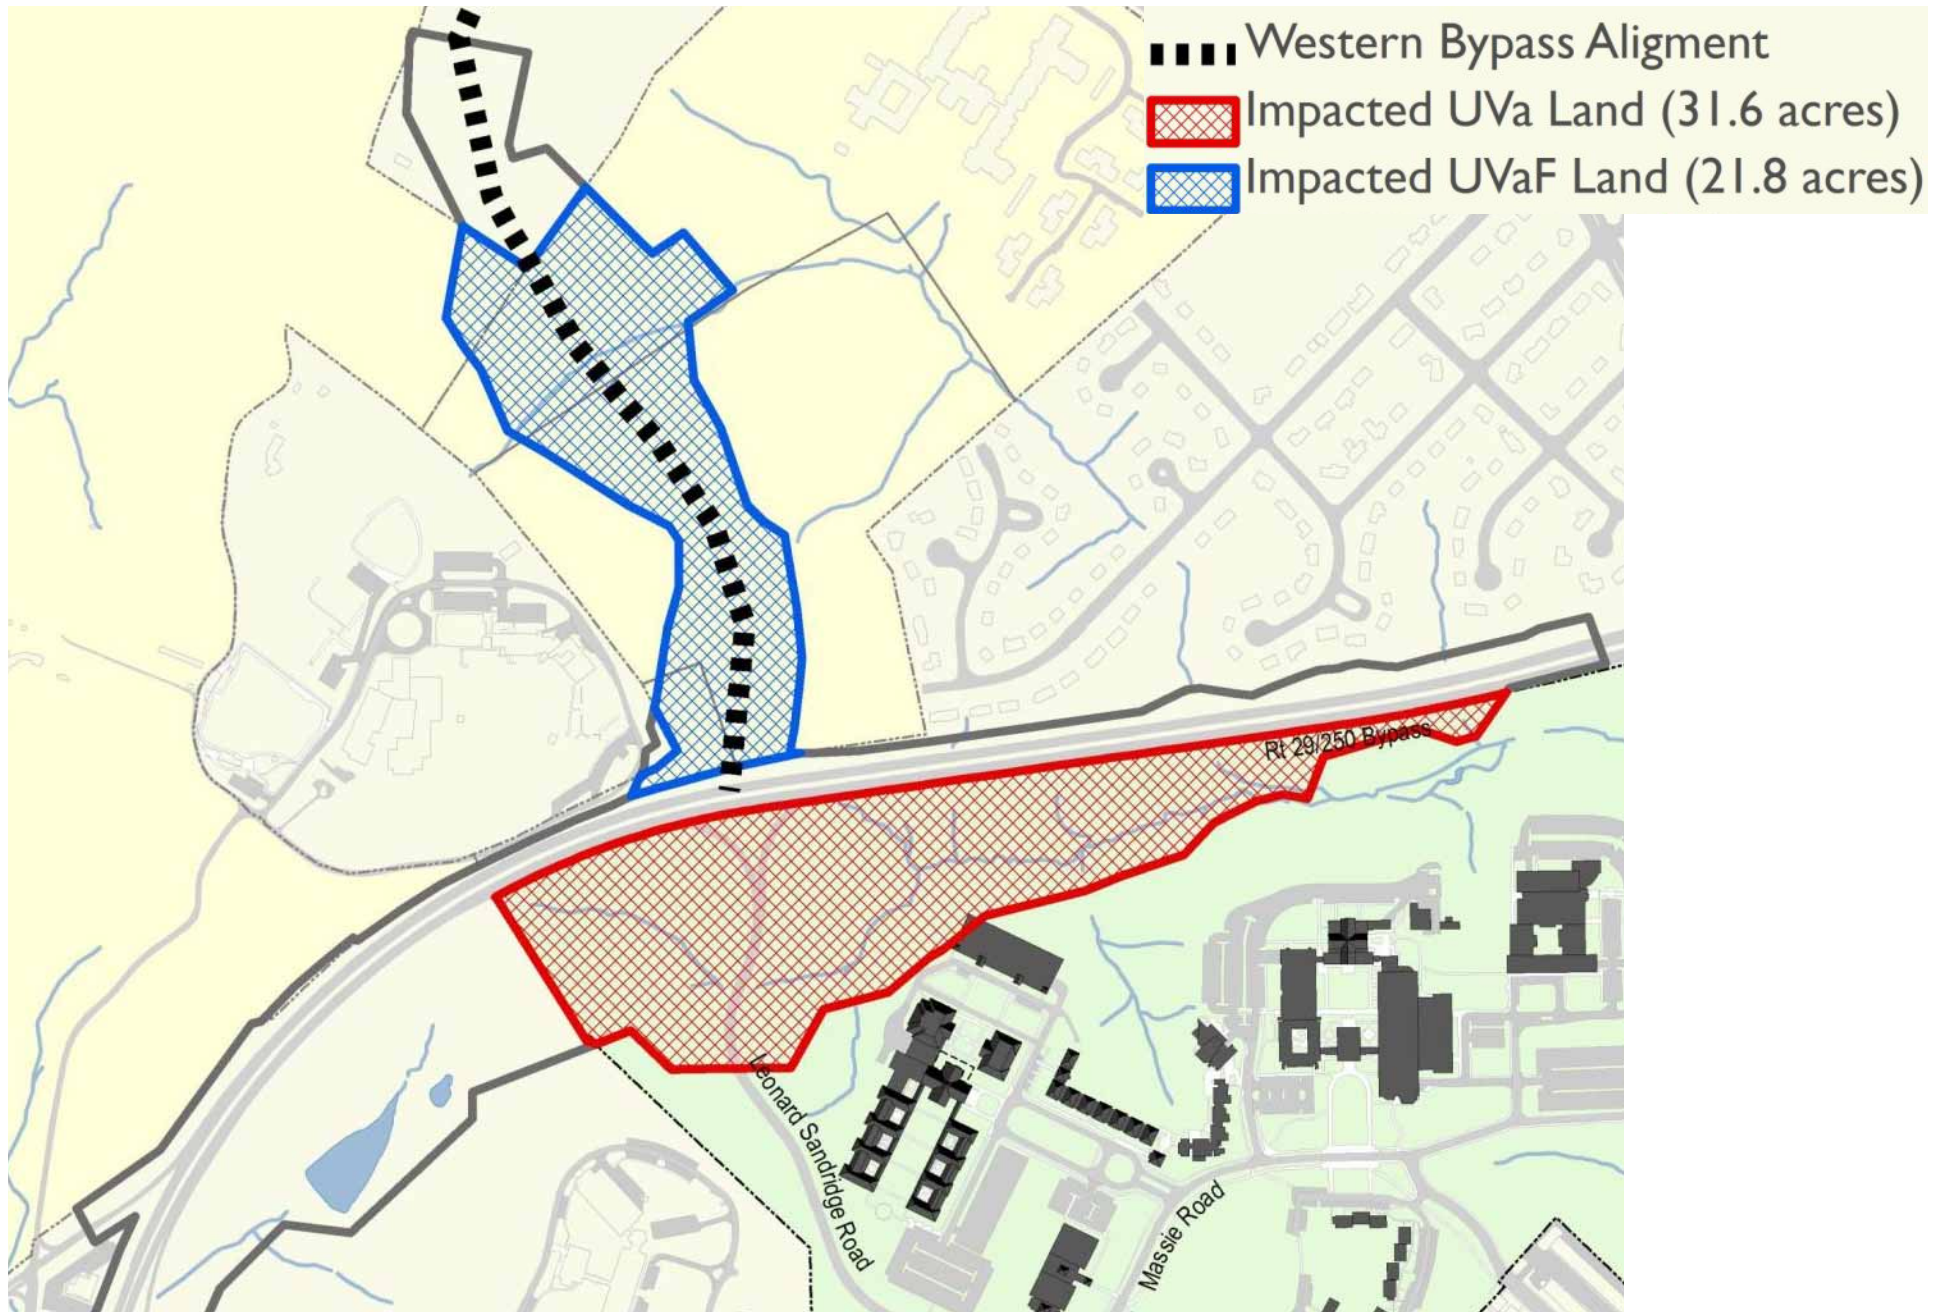 Western Bypass Aligment
Impacted UVa Land (31.6 acres)
Impacted UVaF Land (21.8 acres)
Rt 29/250 Bypass
Leonard Sandridge Road
Massie Road